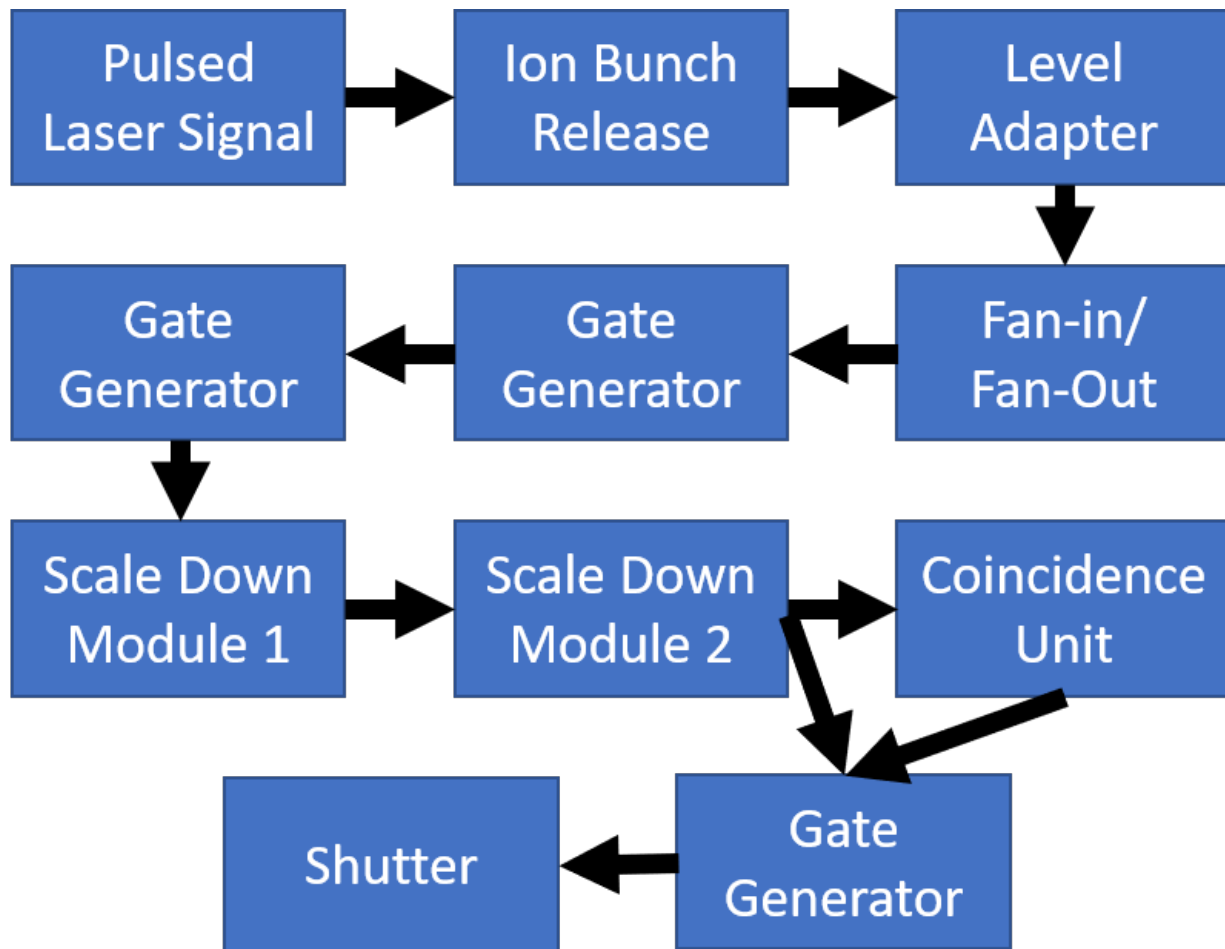 Pulsed
Laser Signal
Ion Bunch
Release
Level
Adapter
Gate
Generator
Gate
Generator
Fan-in/
Fan-Out
Scale Down
Module 1
Scale Down
Module 2
Coincidence
Unit
Shutter
Gate
Generator